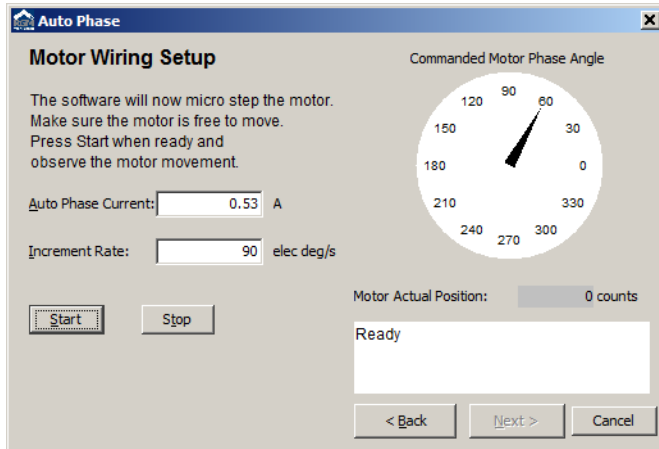 Auto Phase
Motor Wiring Setup
The software will now micro step the motor.
Make sure the motor is free to move.
Press Start when ready and
observe the motor movement.
Auto Phase Current: 0.53 A
Increment Rate: 90 elec deg/s
Start Stop
Commanded Motor Phase Angle
90
120 60
150 30
180 0
210 330
240 300
270
Motor Actual Position: 0 counts
Ready
< Back Next > Cancel